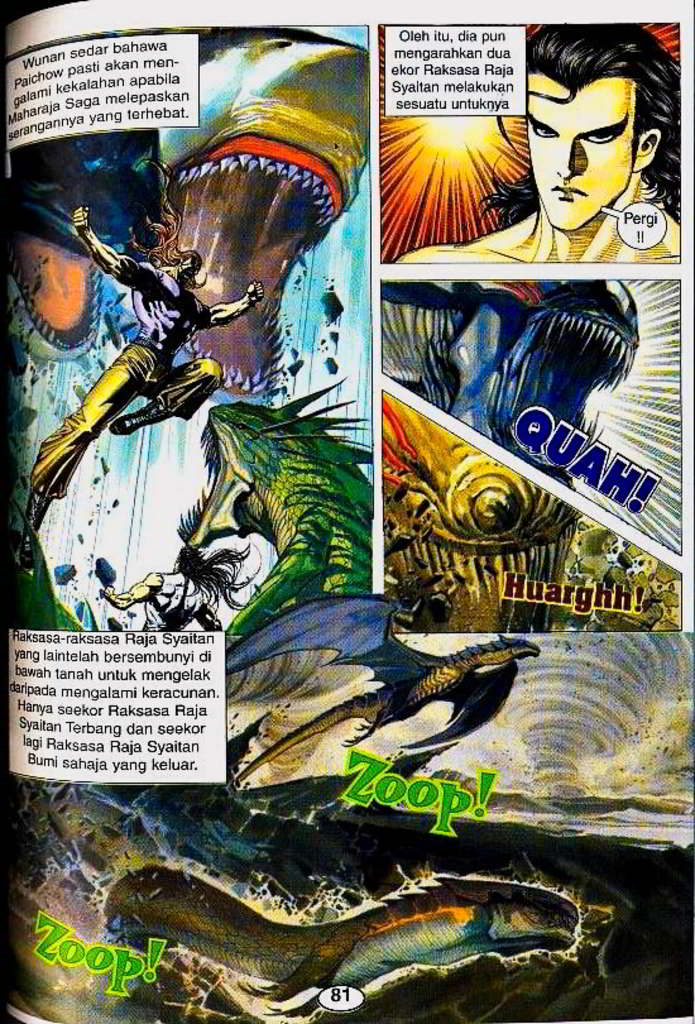 Wunan sedar bahawa
Paichow pasti akan men-
galami kekalahan apabila
Maharaja Saga melepaskan
serangannya yang terhebat.
Oleh itu, dia pun
mengarahkan dua
ekor Raksasa Raja
Syaitan melakukan
sesuatu untuknya
Pergi
!!
QUAH!
Huarghh!
Raksasa-raksasa Raja Syaitan
yang laintelah bersembunyi di
bawah tanah untuk mengelak
daripada mengalami keracunan.
Hanya seekor Raksasa Raja
Syaitan Terbang dan seekor
lagi Raksasa Raja Syaitan
Bumi sahaja yang keluar.
Zoop!
Zoop!
81